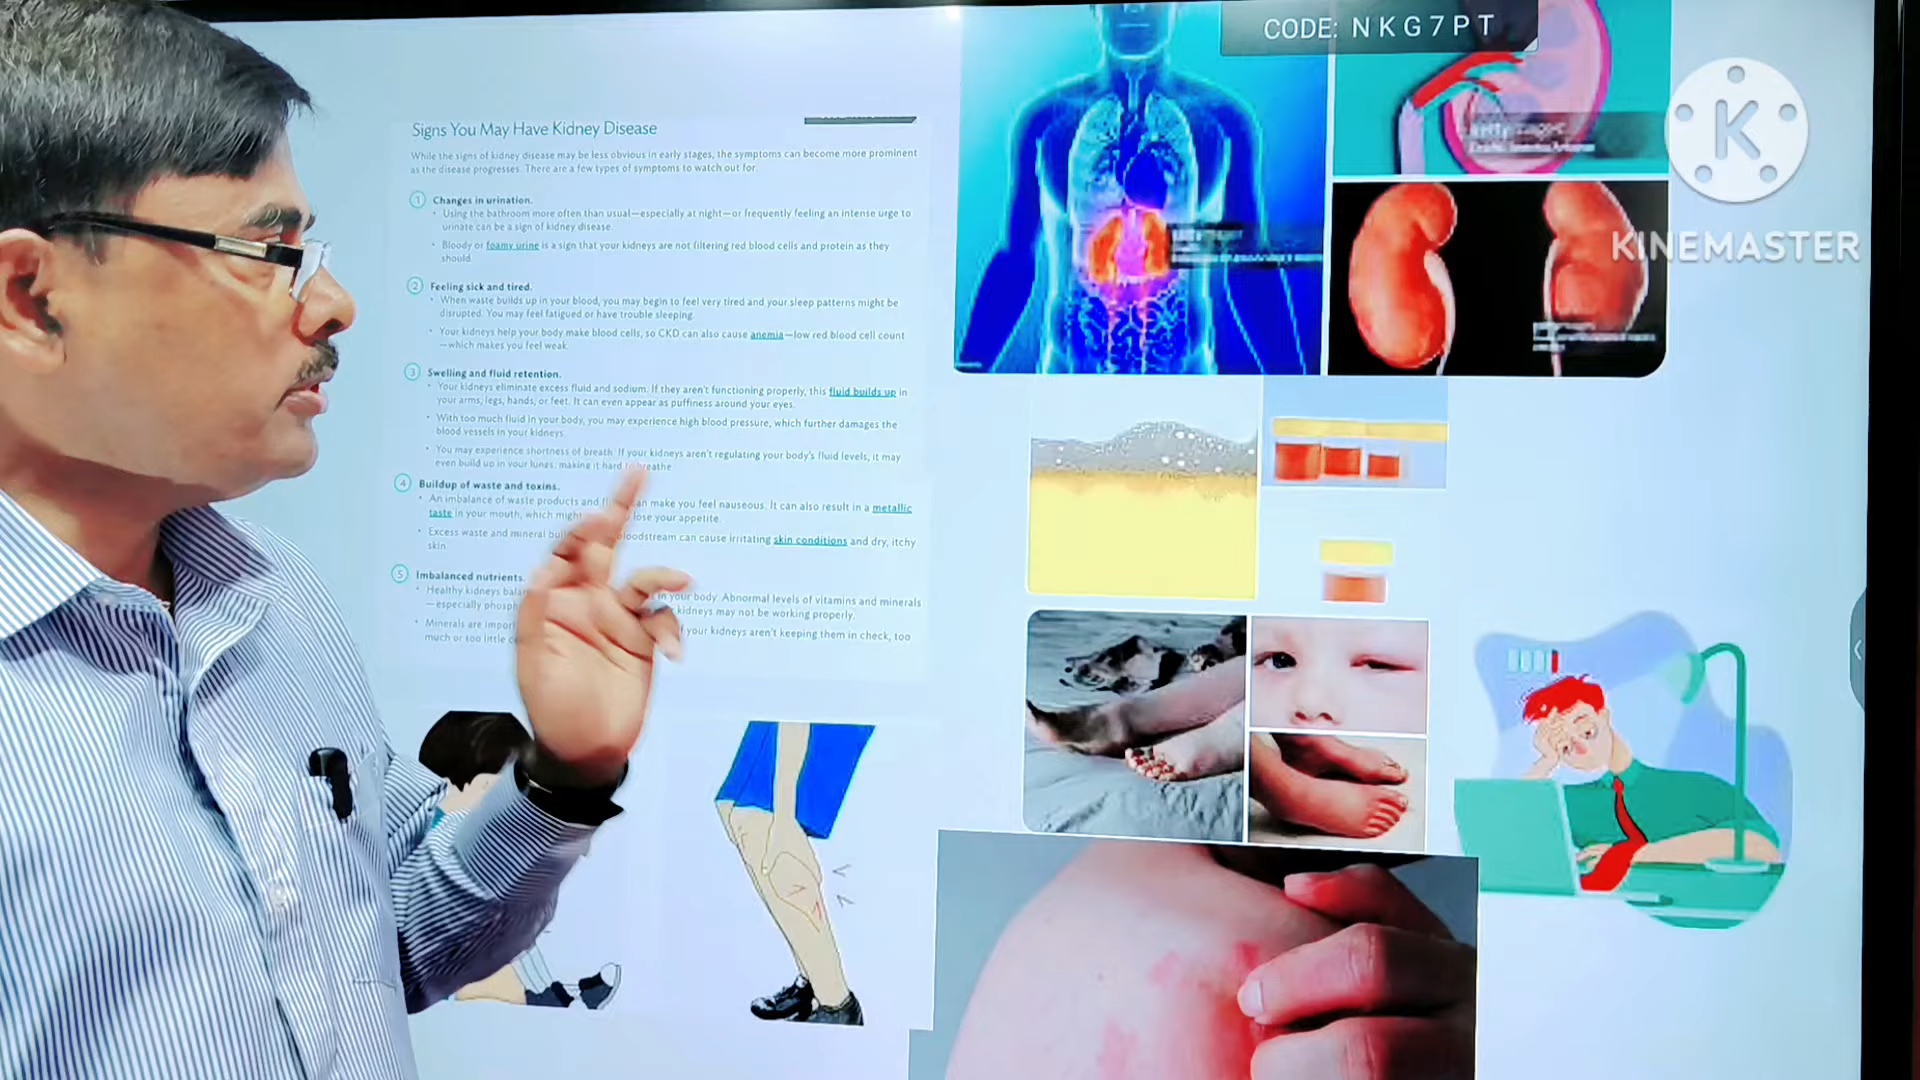 CODE: NKG7PT
KINEMASTER
Signs You May Have Kidney Disease
While the signs of kidney disease may be less obvious in early stages, the symptoms can become more prominent
as the disease progresses. There are a few types of symptoms to watch out for.
1 Changes in urination.
• Using the bathroom more often than usual—especially at night—or frequently feeling an intense urge to
urinate can be a sign of kidney disease.
• Bloody or foamy urine is a sign that your kidneys are not filtering red blood cells and protein as they
should.
2 Feeling sick and tired.
• When waste builds up in your blood, you may begin to feel very tired and your sleep patterns might be
disrupted. You may feel fatigued or have trouble sleeping.
• Your kidneys help your body make blood cells, so CKD can also cause anemia—low red blood cell count
—which makes you feel weak.
3 Swelling and fluid retention.
• Your kidneys eliminate excess fluid and sodium. If they aren't functioning properly, this fluid builds up in
your arms, legs, hands, or feet. It can even appear as puffiness around your eyes.
• With too much fluid in your body, you may experience high blood pressure, which further damages the
blood vessels in your kidneys.
• You may experience shortness of breath. If your kidneys aren't regulating your body's fluid levels, it may
even build up in your lungs, making it hard to breathe.
4 Buildup of waste and toxins.
• An imbalance of waste products and can make you feel nauseous. It can also result in a metallic
taste in your mouth, which might lose your appetite.
• Excess waste and mineral bloodstream can cause irritating skin conditions and dry, itchy
skin.
5 Imbalanced nutrients.
• Healthy kidneys in your body. Abnormal levels of vitamins and minerals
—especially kidneys may not be working properly.
• Minerals are if your kidneys aren't keeping them in check, too
much or too little